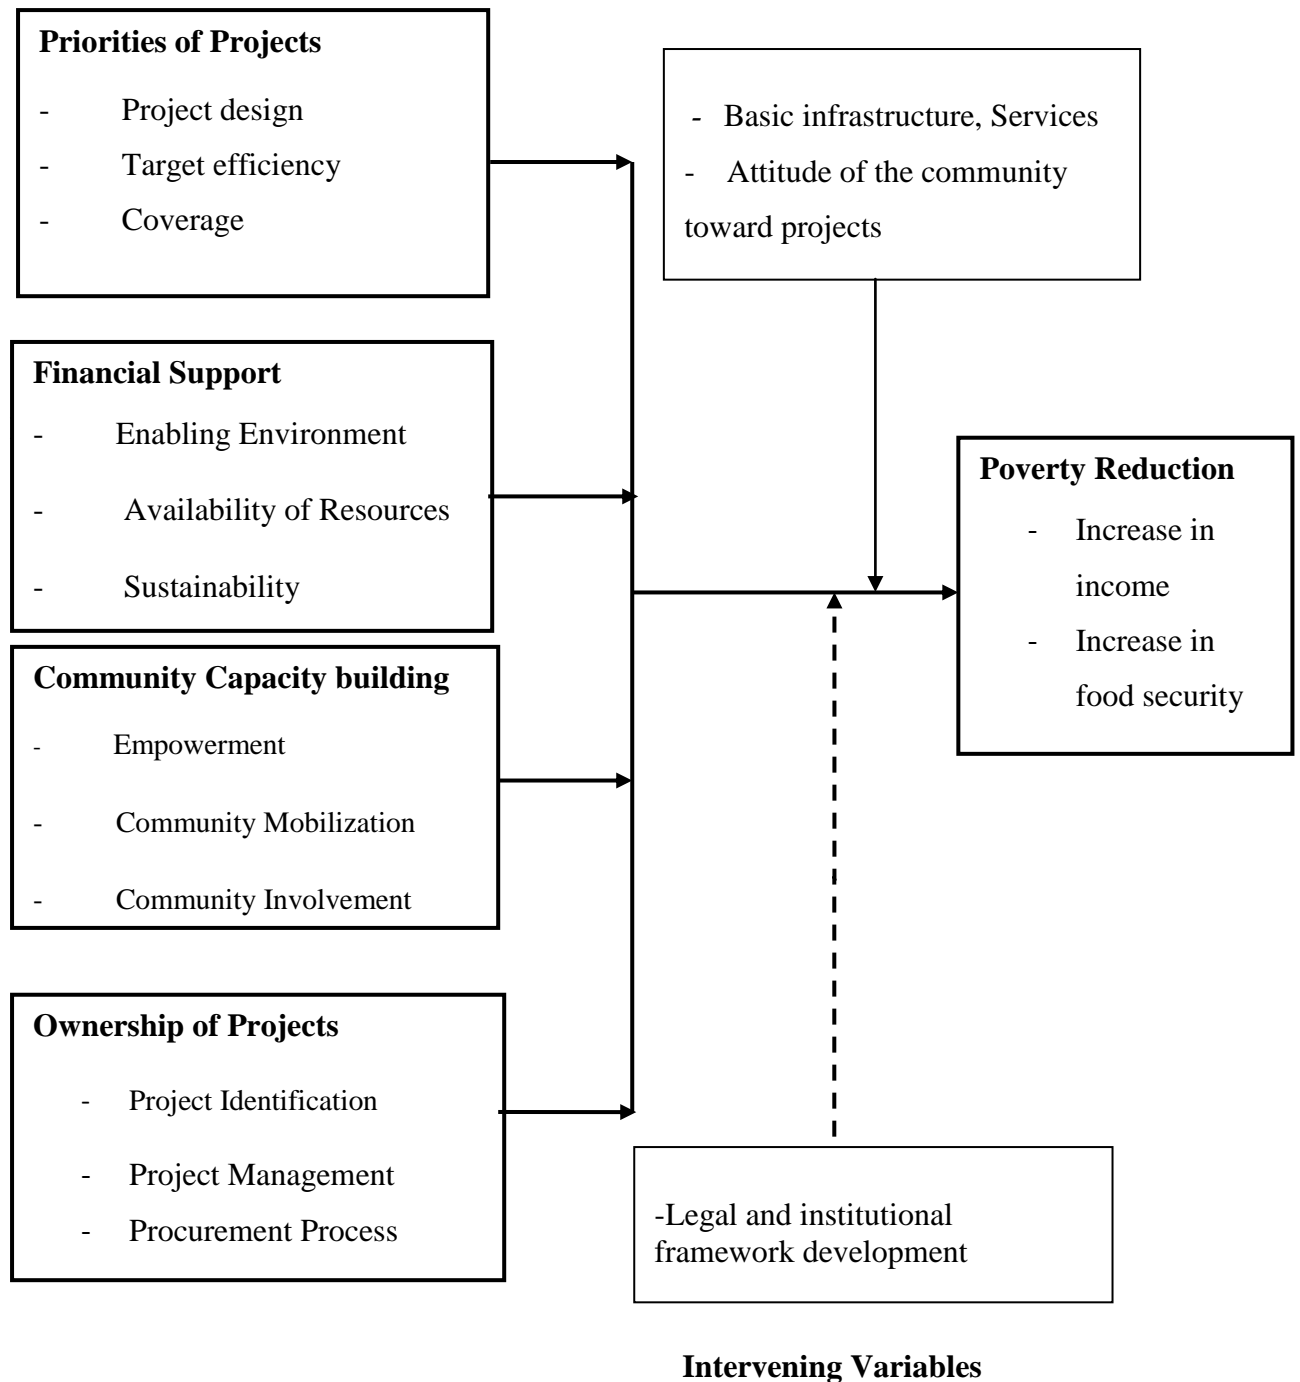 Priorities of Projects
- Project design
- Target efficiency
- Coverage
- Basic infrastructure, Services
- Attitude of the community
toward projects
Financial Support
- Enabling Environment
- Availability of Resources
- Sustainability
Poverty Reduction
- Increase in
income
- Increase in
food security
Community Capacity building
- Empowerment
- Community Mobilization
- Community Involvement
Ownership of Projects
- Project Identification
- Project Management
- Procurement Process
-Legal and institutional
framework development
Intervening Variables